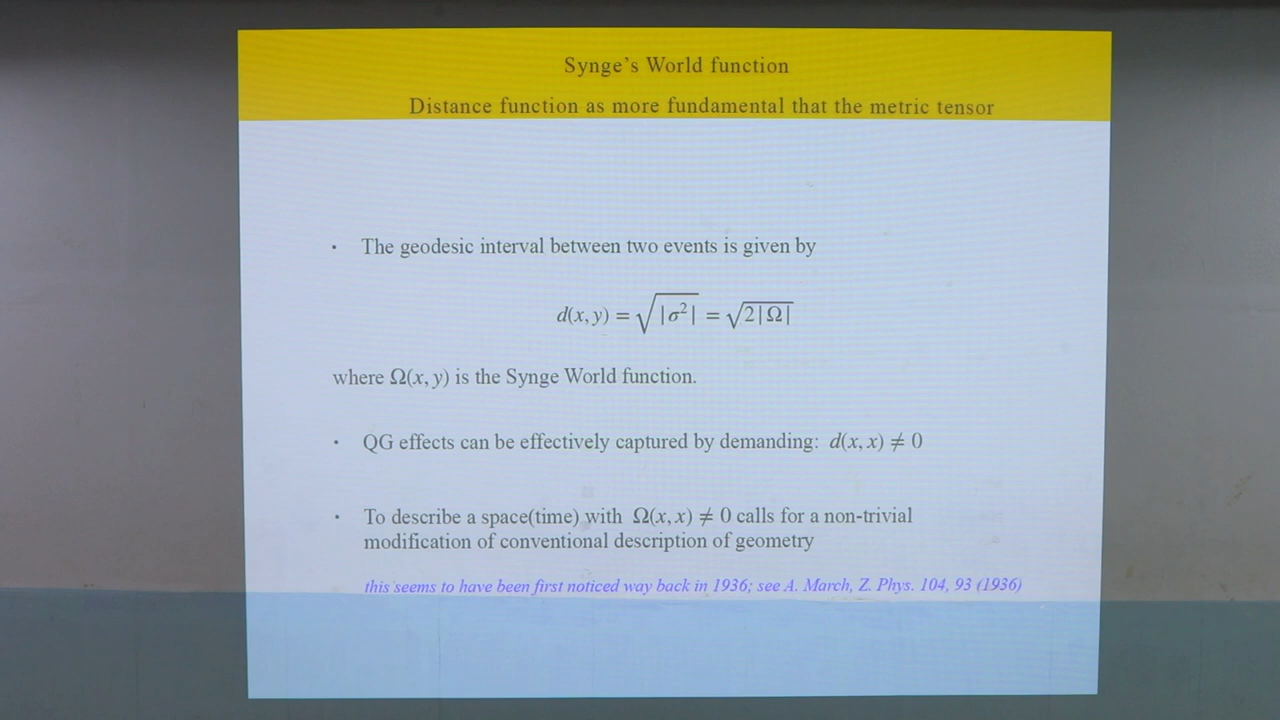 Synge's World function
Distance function as more fundamental that the metric tensor
· The geodesic interval between two events is given by
d(x, y) = √|σ²| = √2|Ω|
where Ω(x, y) is the Synge World function.
· QG effects can be effectively captured by demanding: d(x, x) ≠ 0
· To describe a space(time) with Ω(x, x) ≠ 0 calls for a non-trivial
modification of conventional description of geometry
this seems to have been first noticed way back in 1936; see A. March, Z. Phys. 104, 93 (1936)